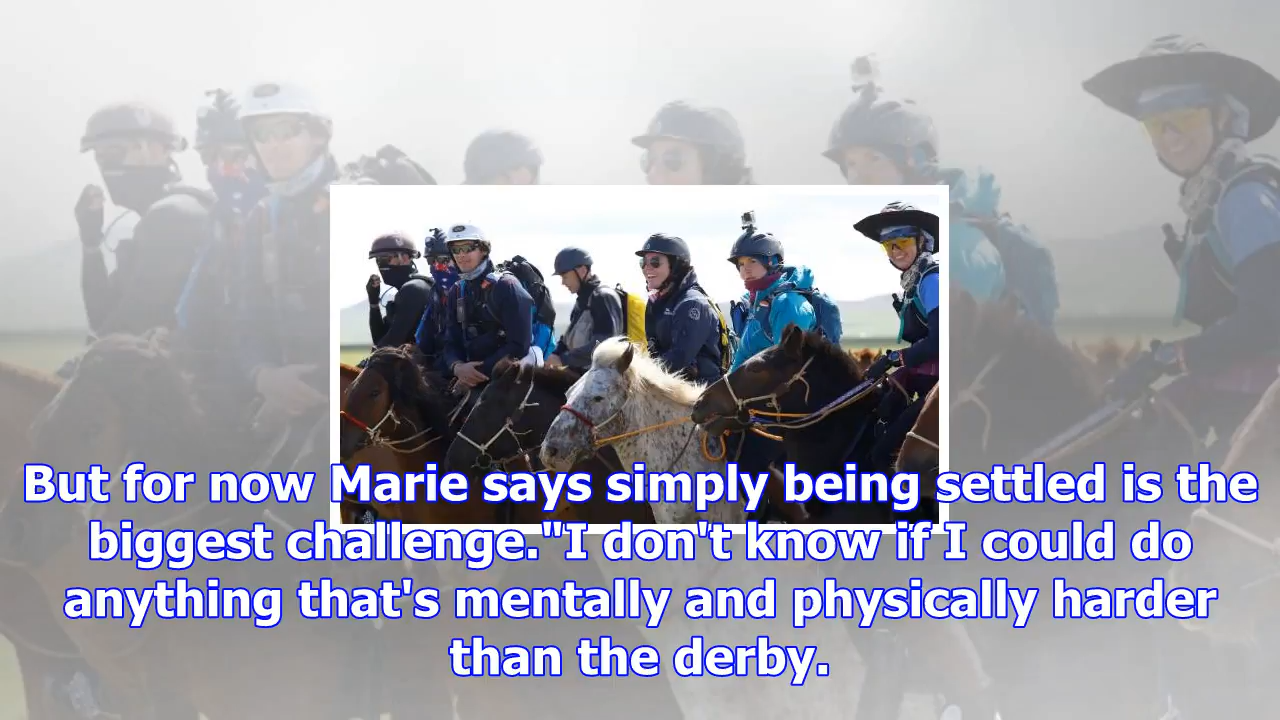 But for now Marie says simply being settled is the
biggest challenge."I don't know if I could do
anything that's mentally and physically harder
than the derby.